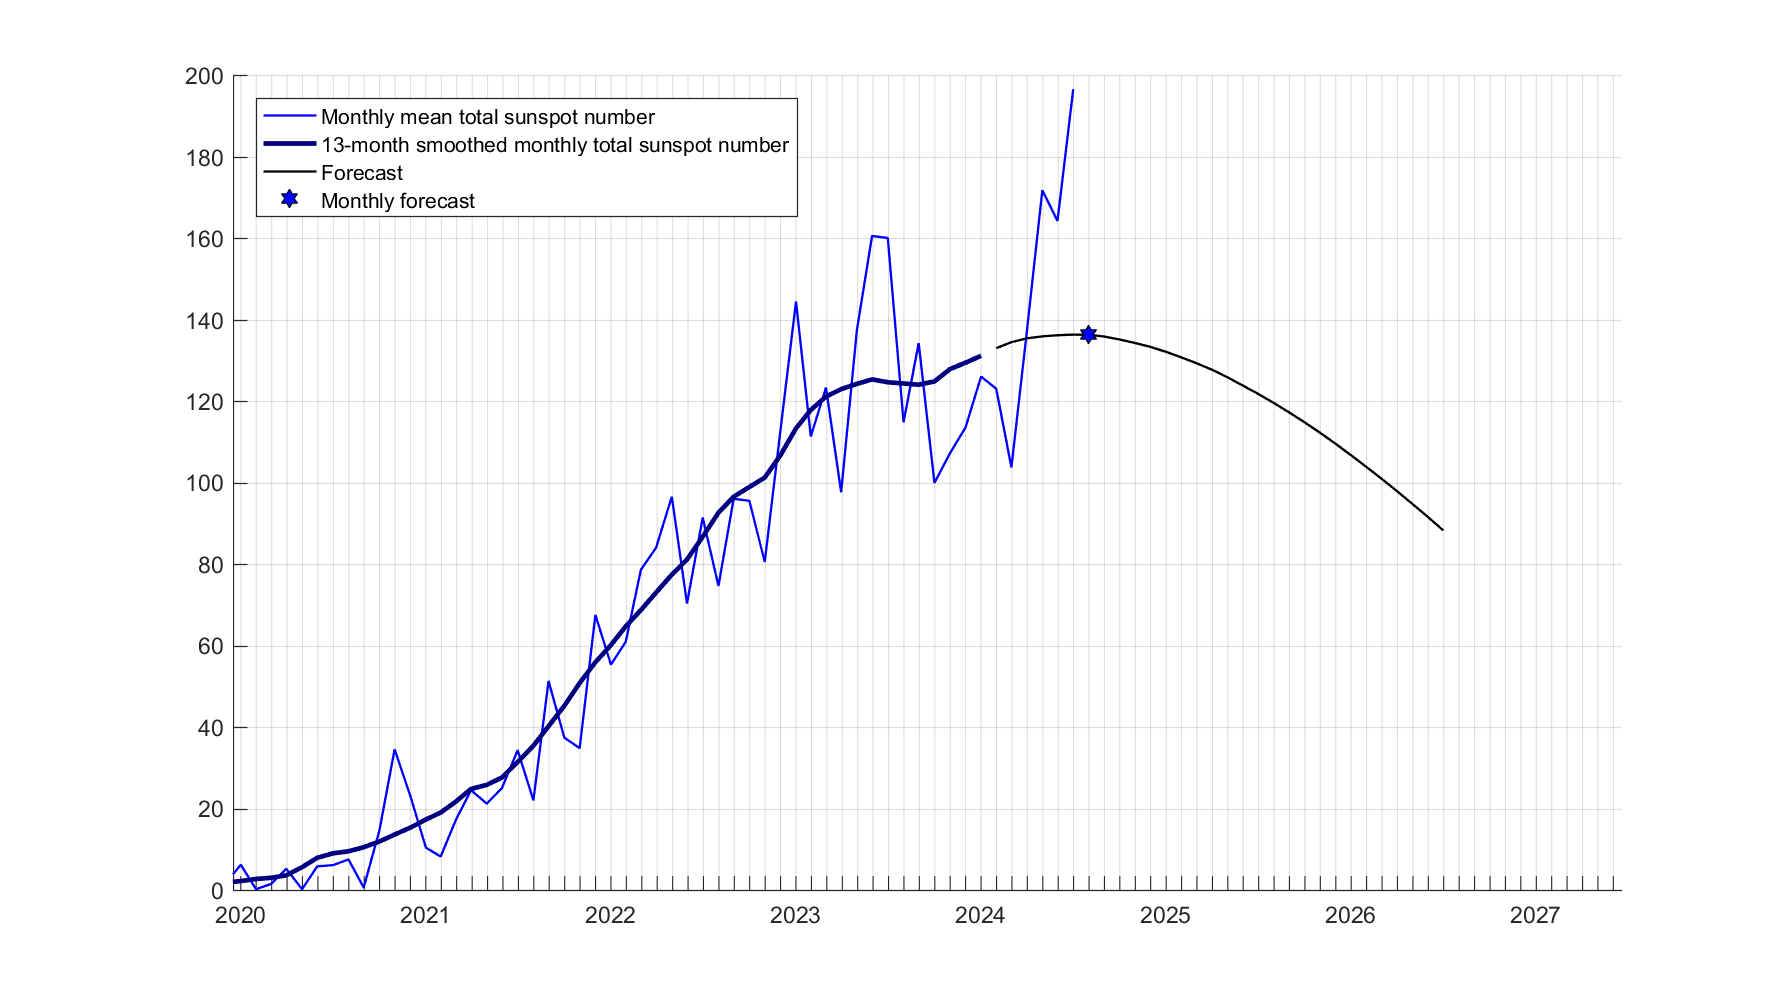 200
Monthly mean total sunspot number
13-month smoothed monthly total sunspot number
Forecast
Monthly forecast
180
160
140
120
100
80
60
40
20
0
2020 2021 2022 2023 2024 2025 2026 2027